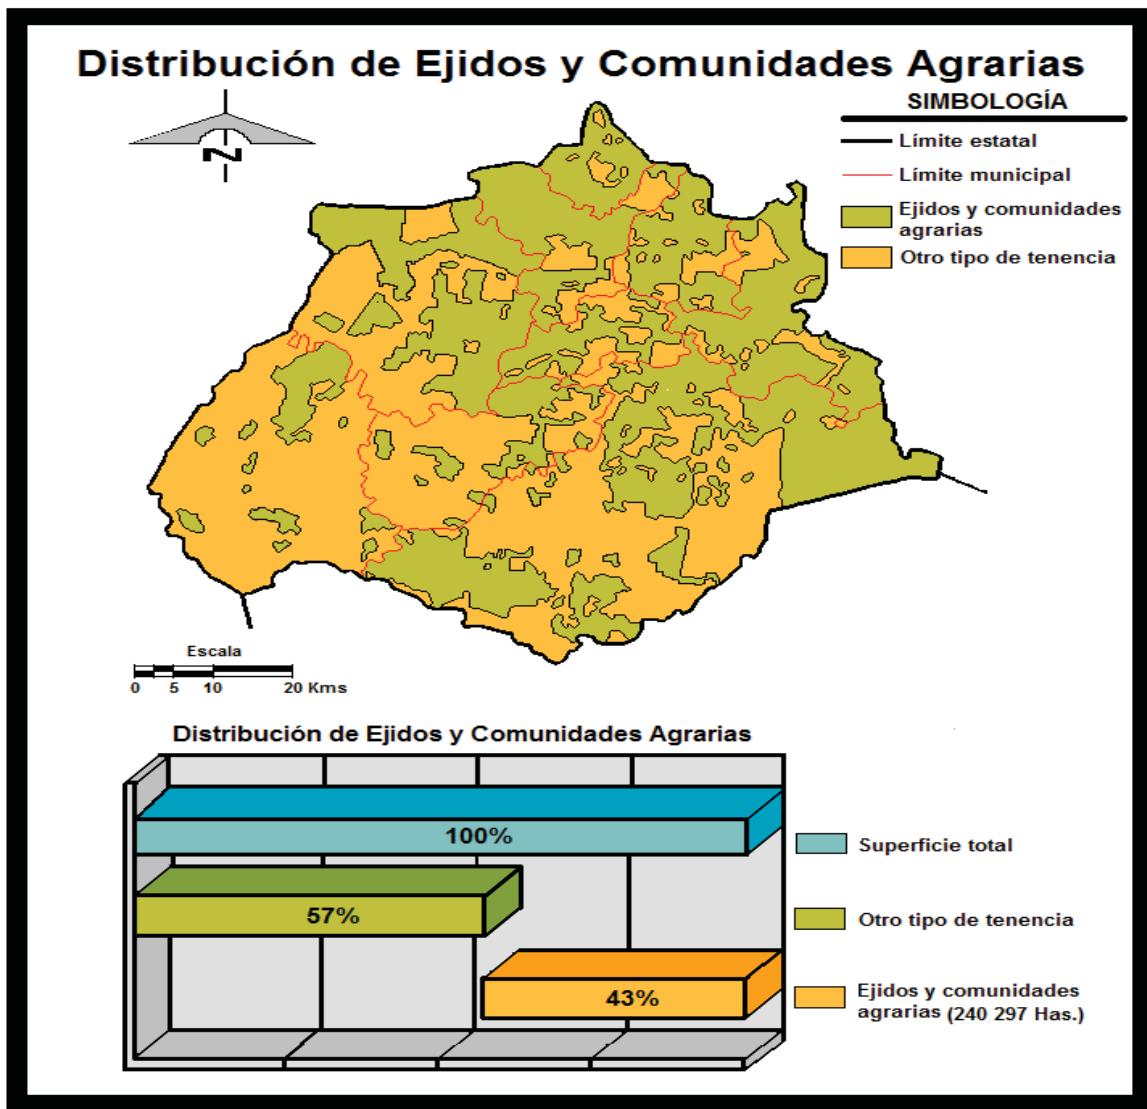 Distribución de Ejidos y Comunidades Agrarias
N
SIMBOLOGÍA
Límite estatal
Límite municipal
Ejidos y comunidades
agrarias
Otro tipo de tenencia
Escala
0 5 10 20 Kms
Distribución de Ejidos y Comunidades Agrarias
100%
57%
43%
Superficie total
Otro tipo de tenencia
Ejidos y comunidades
agrarias (240 297 Has.)